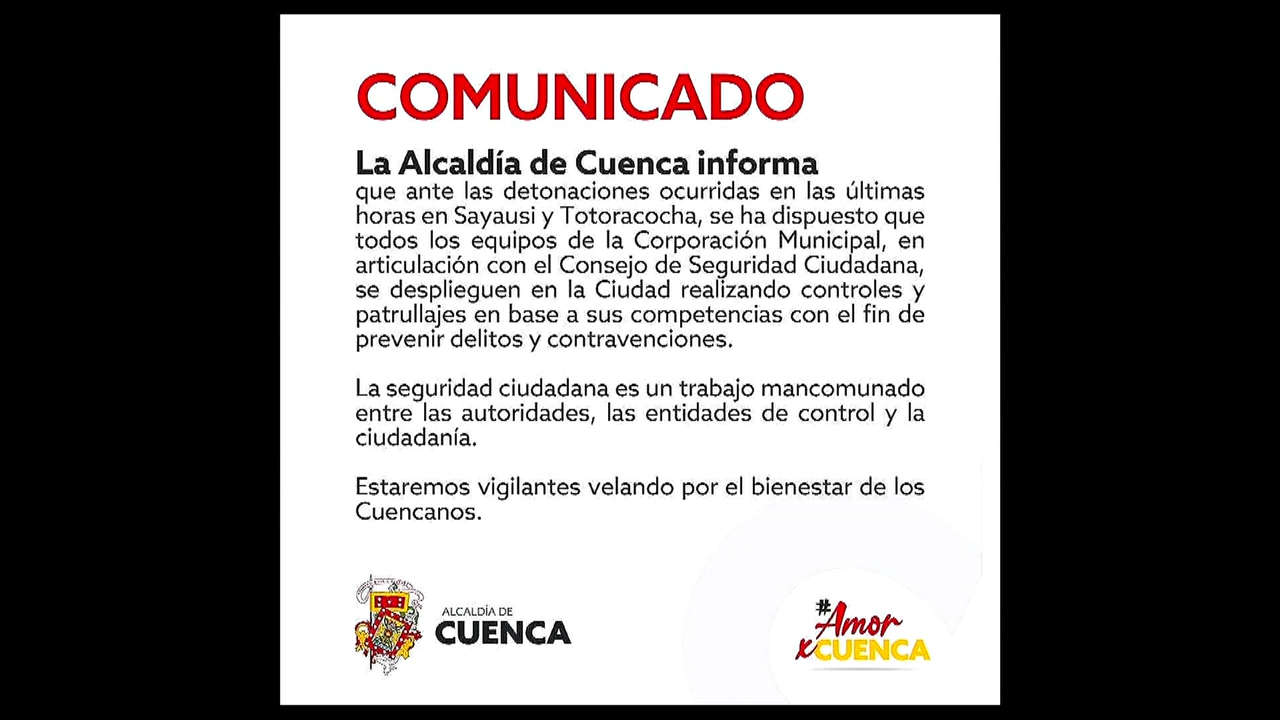 COMUNICADO
La Alcaldía de Cuenca informa
que ante las detonaciones ocurridas en las últimas
horas en Sayausi y Totoracocha, se ha dispuesto que
todos los equipos de la Corporación Municipal, en
articulación con el Consejo de Seguridad Ciudadana,
se desplieguen en la Ciudad realizando controles y
patrullajes en base a sus competencias con el fin de
prevenir delitos y contravenciones.
La seguridad ciudadana es un trabajo mancomunado
entre las autoridades, las entidades de control y la
ciudadanía.
Estaremos vigilantes velando por el bienestar de los
Cuencanos.
ALCALDÍA DE
CUENCA
#Amor
xCUENCA